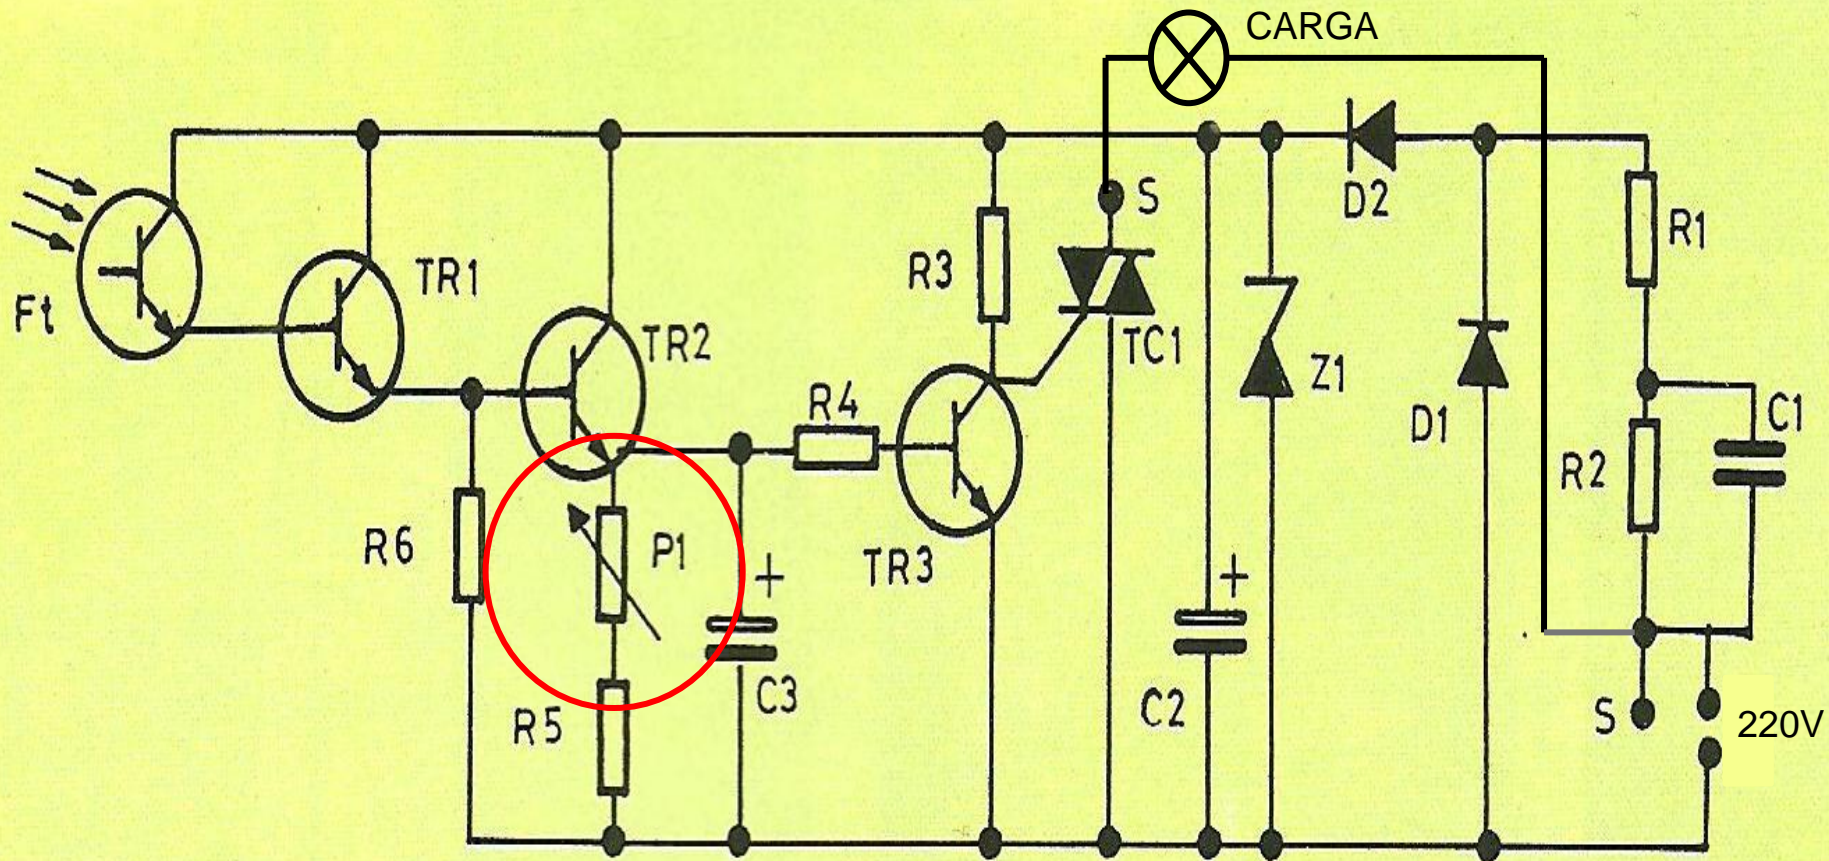 CARGA
S
D2
R1
Ft
TR1
TR2
R3
TC1
Z1
D1
R4
R2
C1
R6
P1
+
TR3
+
R5
C3
C2
S
220V